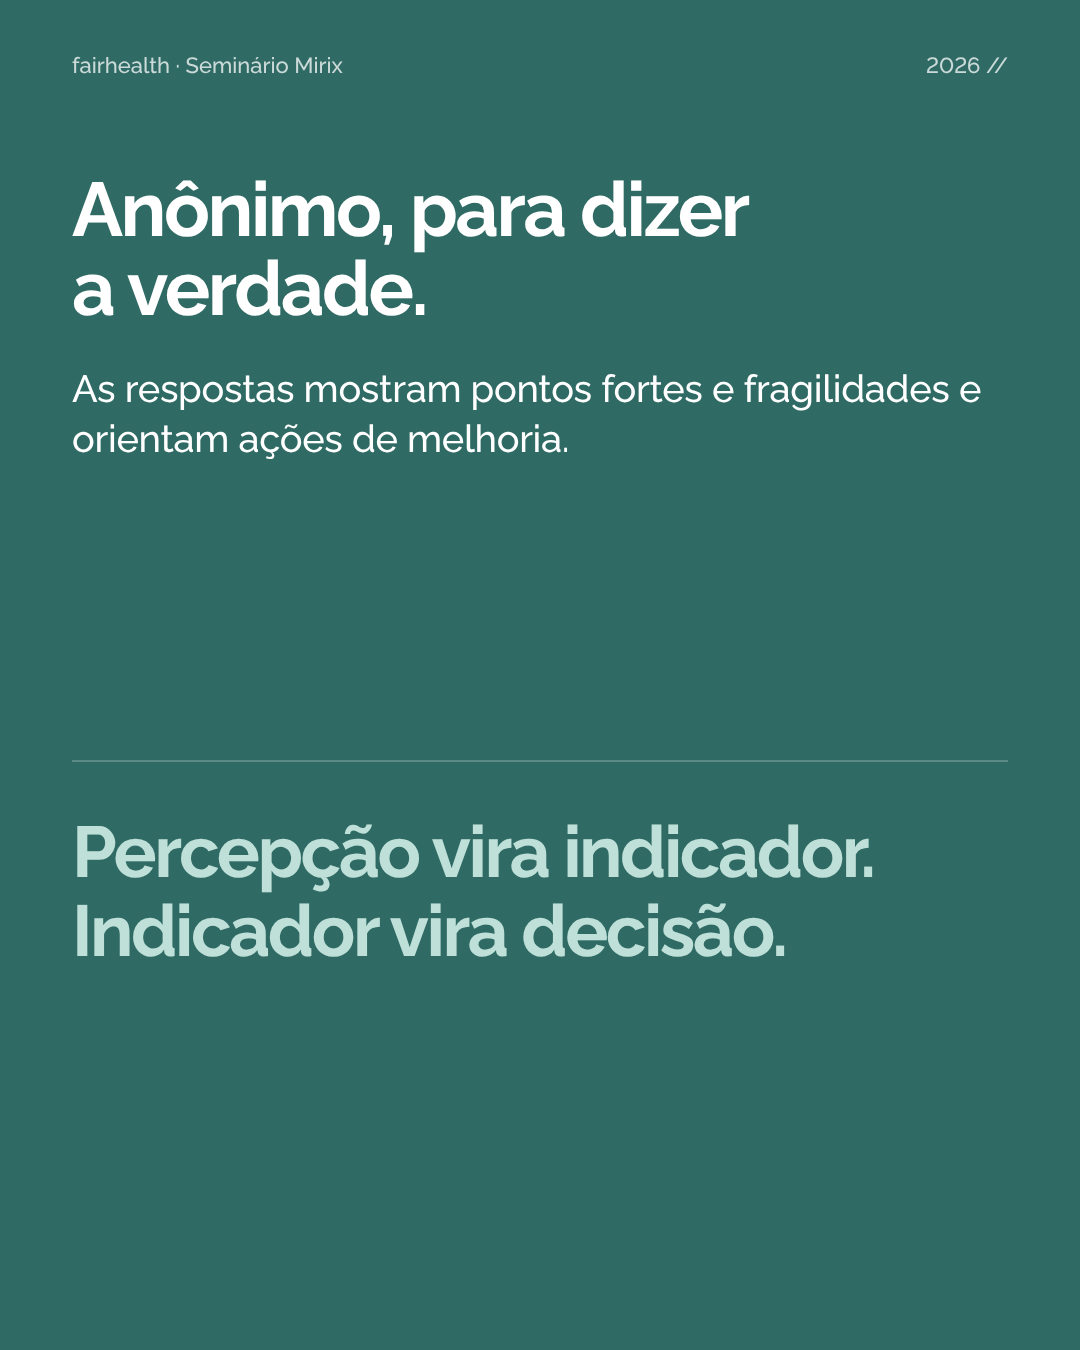 fairhealth · Seminário Mirix
2026 //
Anônimo, para dizer
a verdade.
As respostas mostram pontos fortes e fragilidades e
orientam ações de melhoria.
Percepção vira indicador.
Indicador vira decisão.